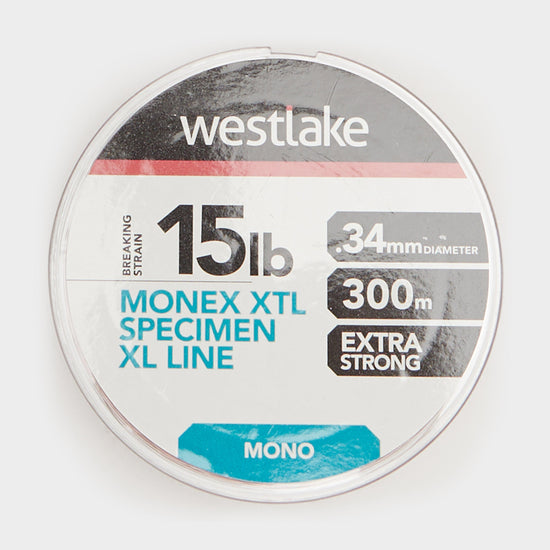 westlake
BREAKING
STRAIN
15lb
.34mm DIAMETER
300m
EXTRA
STRONG
MONEX XTL
SPECIMEN
XL LINE
MONO